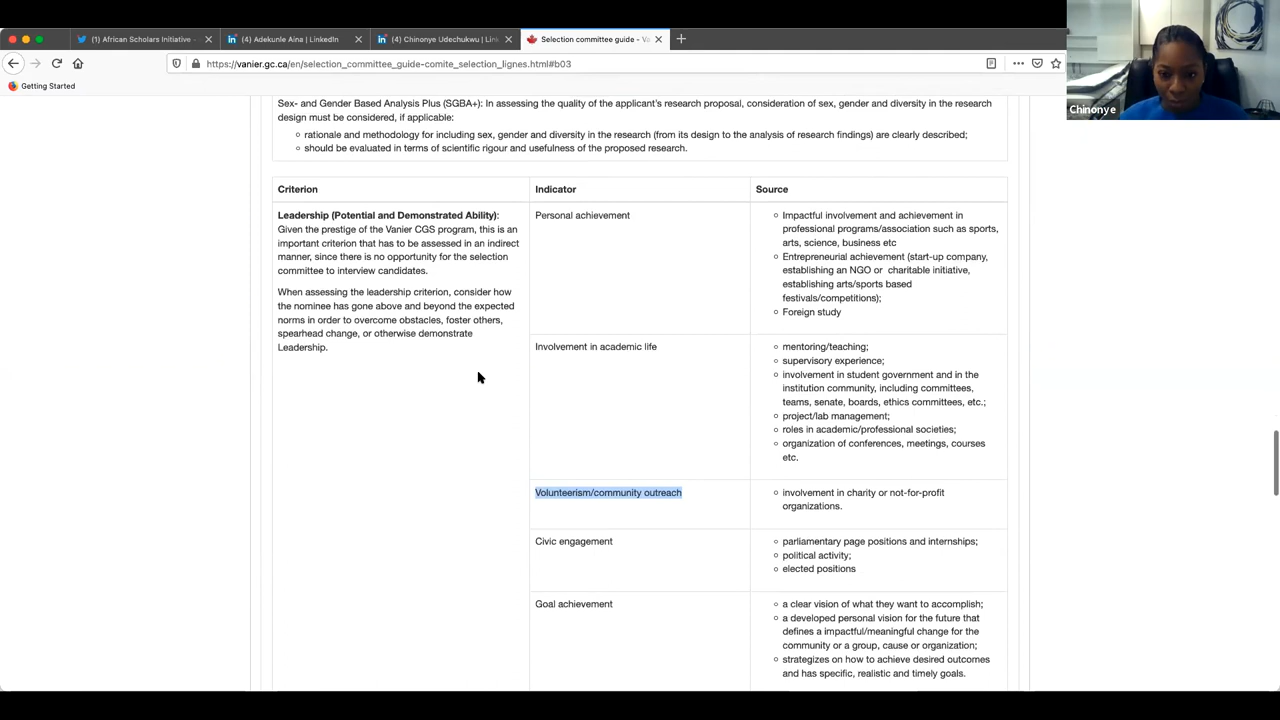 (1) African Scholars Initiative -
(4) Adekunle Aina | LinkedIn
(4) Chinonye Udechukwu | Link
Selection committee guide - Va
https://vanier.gc.ca/en/selection_committee_guide-comite_selection_lignes.html#b03
Getting Started
Chinonye
Sex- and Gender Based Analysis Plus (SGBA+): In assessing the quality of the applicant's research proposal, consideration of sex, gender and diversity in the research
design must be considered, if applicable:
rationale and methodology for including sex, gender and diversity in the research (from its design to the analysis of research findings) are clearly described;
should be evaluated in terms of scientific rigour and usefulness of the proposed research.
Criterion
Indicator
Source
Leadership (Potential and Demonstrated Ability):
Given the prestige of the Vanier CGS program, this is an
important criterion that has to be assessed in an indirect
manner, since there is no opportunity for the selection
committee to interview candidates.
When assessing the leadership criterion, consider how
the nominee has gone above and beyond the expected
norms in order to overcome obstacles, foster others,
spearhead change, or otherwise demonstrate
Leadership.
Personal achievement
Impactful involvement and achievement in
professional programs/association such as sports,
arts, science, business etc
Entrepreneurial achievement (start-up company,
establishing an NGO or charitable initiative,
establishing arts/sports based
festivals/competitions);
Foreign study
Involvement in academic life
mentoring/teaching;
supervisory experience;
involvement in student government and in the
institution community, including committees,
teams, senate, boards, ethics committees, etc.;
project/lab management;
roles in academic/professional societies;
organization of conferences, meetings, courses
etc.
Volunteerism/community outreach
involvement in charity or not-for-profit
organizations.
Civic engagement
parliamentary page positions and internships;
political activity;
elected positions
Goal achievement
a clear vision of what they want to accomplish;
a developed personal vision for the future that
defines a impactful/meaningful change for the
community or a group, cause or organization;
strategizes on how to achieve desired outcomes
and has specific, realistic and timely goals.